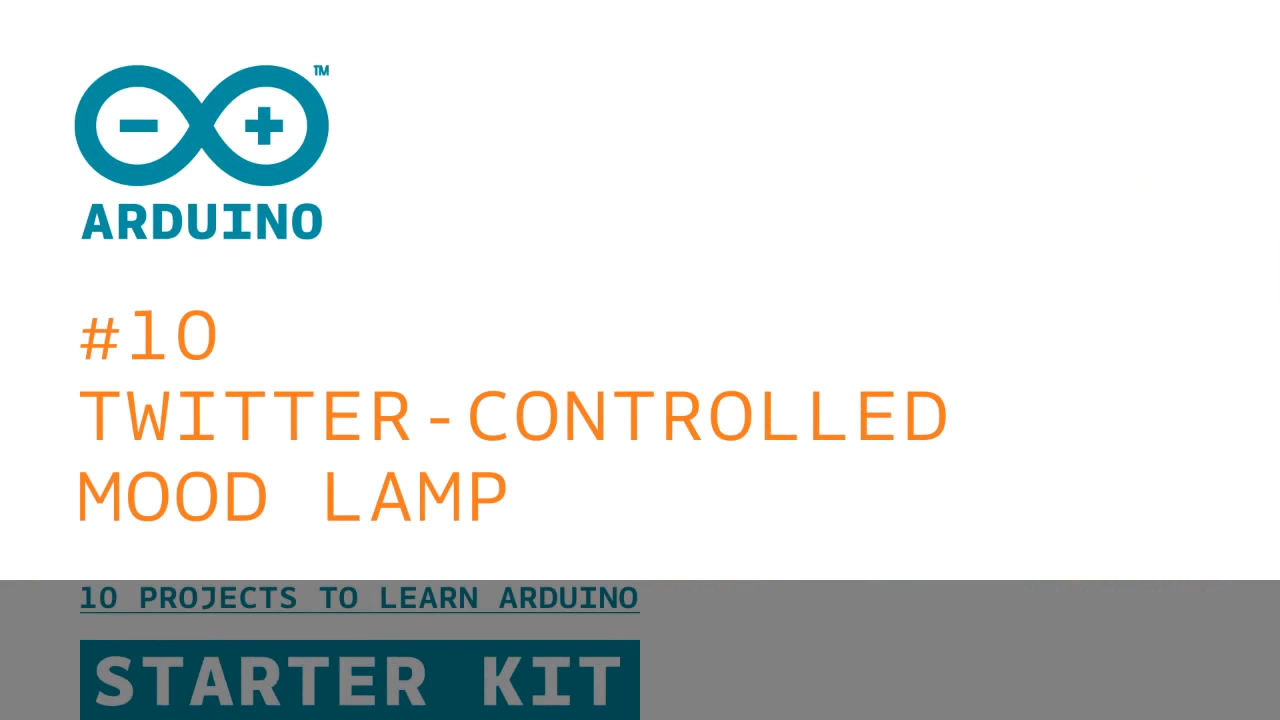 TM
ARDUINO
#10
TWITTER-CONTROLLED
MOOD LAMP
10 PROJECTS TO LEARN ARDUINO
STARTER KIT